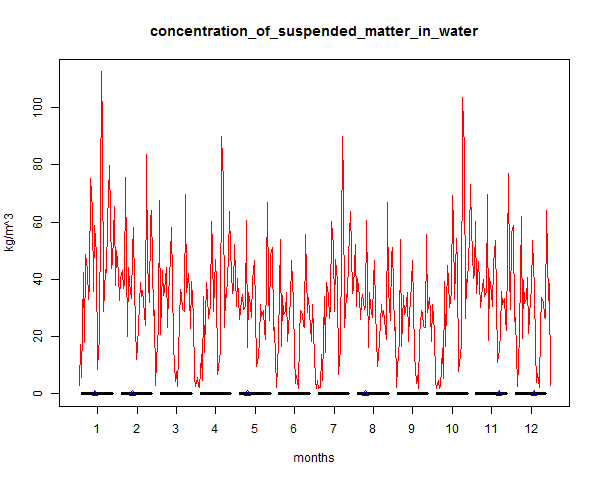 concentration_of_suspended_matter_in_water
kg/m^3
100
80
60
40
20
0
1 2 3 4 5 6 7 8 9 10 11 12
months